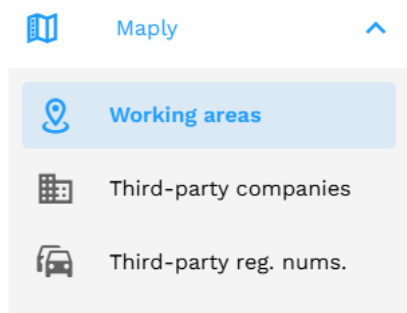 Maply
Working areas
Third-party companies
Third-party reg. nums.